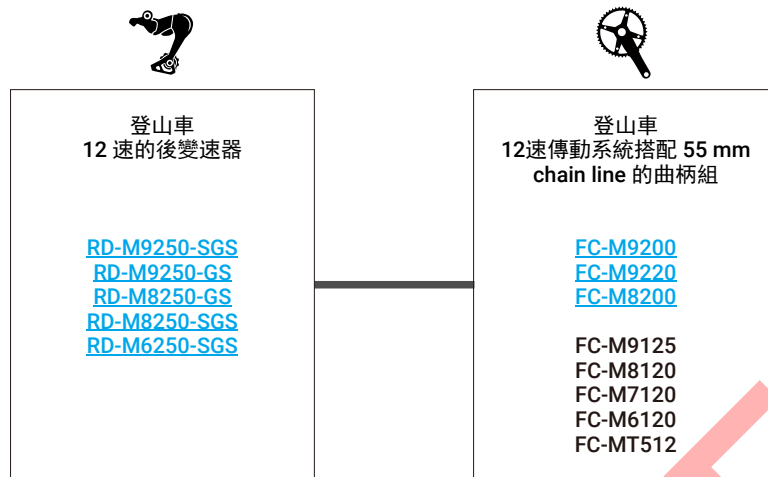 登山車
12 速的後變速器
RD-M9250-SGS
RD-M9250-GS
RD-M8250-GS
RD-M8250-SGS
RD-M6250-SGS
登山車
12速傳動系統搭配 55 mm
chain line 的曲柄組
FC-M9200
FC-M9220
FC-M8200
FC-M9125
FC-M8120
FC-M7120
FC-M6120
FC-MT512